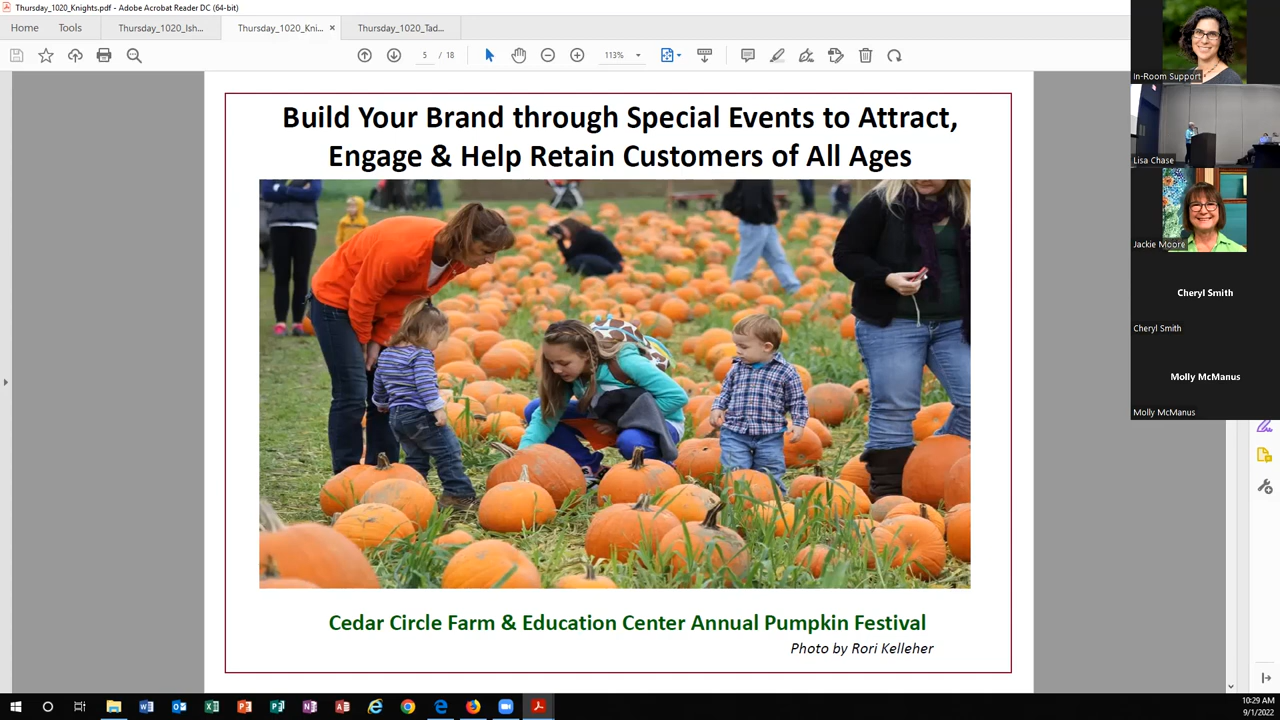 Thursday_1020_Knights.pdf - Adobe Acrobat Reader DC (64-bit)
Home
Tools
Thursday_1020_Ish...
Thursday_1020_Kni...
Thursday_1020_Tad...
5 / 18
113%
Build Your Brand through Special Events to Attract,
Engage & Help Retain Customers of All Ages
Cedar Circle Farm & Education Center Annual Pumpkin Festival
Photo by Rori Kelleher
In-Room Support
Lisa Chase
Jackie Moore
Cheryl Smith
Cheryl Smith
Molly McManus
Molly McManus
10:29 AM
9/1/2022